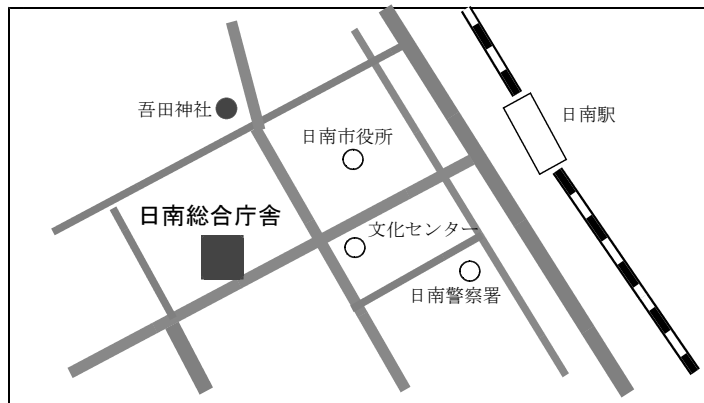 吾田神社
日南駅
日南市役所
日南総合庁舎
文化センター
日南警察署